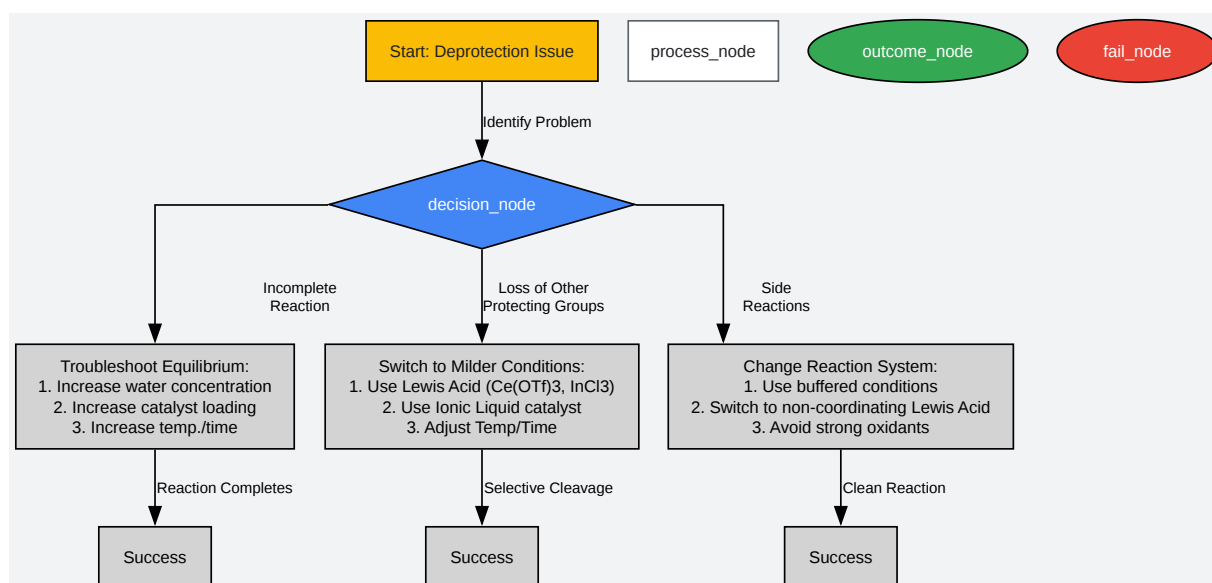 Start: Deprotection Issue
process_node
outcome_node
fail_node
Identify Problem
decision_node
Incomplete
Reaction
Loss of Other
Protecting Groups
Side
Reactions
Troubleshoot Equilibrium:
1. Increase water concentration
2. Increase catalyst loading
3. Increase temp./time
Switch to Milder Conditions:
1. Use Lewis Acid (Ce(OTf)3, InCl3)
2. Use Ionic Liquid catalyst
3. Adjust Temp/Time
Change Reaction System:
1. Use buffered conditions
2. Switch to non-coordinating Lewis Acid
3. Avoid strong oxidants
Reaction Completes
Selective Cleavage
Clean Reaction
Success
Success
Success